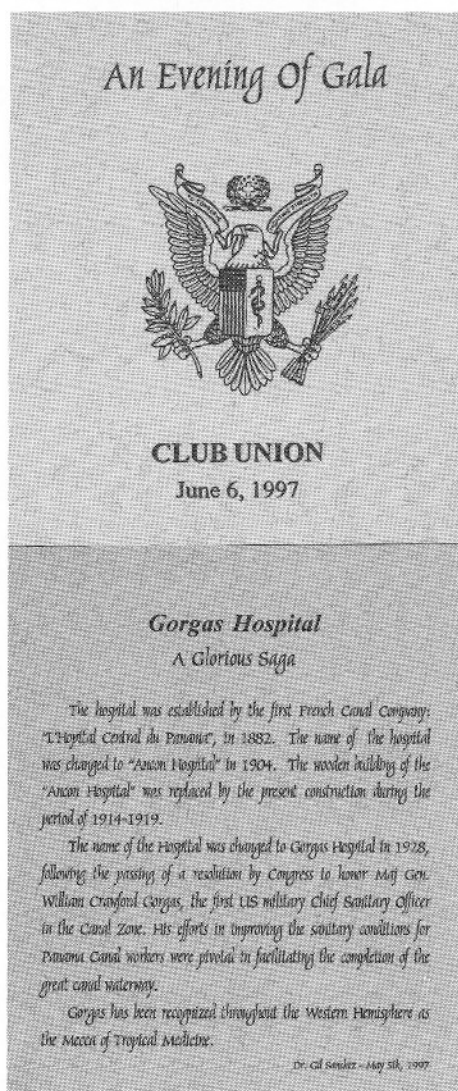 An Evening Of Gala
CLUB UNION
June 6, 1997
Gorgas Hospital
A Glorious Saga
The hospital was established by the first French Canal Company:
"L'Hopital Central du Panama", in 1882. The name of the hospital
was changed to "Ancon Hospital" in 1904. The wooden building of the
"Ancon Hospital" was replaced by the present construction during the
period of 1914-1919.
The name of the Hospital was changed to Gorgas Hospital in 1928,
following the passing of a resolution by Congress to honor Maj Gen.
William Crawford Gorgas, the first US military Chief Sanitary Officer
in the Canal Zone. His efforts in improving the sanitary conditions for
Panama Canal workers were pivotal in facilitating the completion of the
great canal waterway.
Gorgas has been recognized throughout the Western Hemisphere as
the Mecca of Tropical Medicine.
Dr. Gil Sanchez - May 5th, 1997